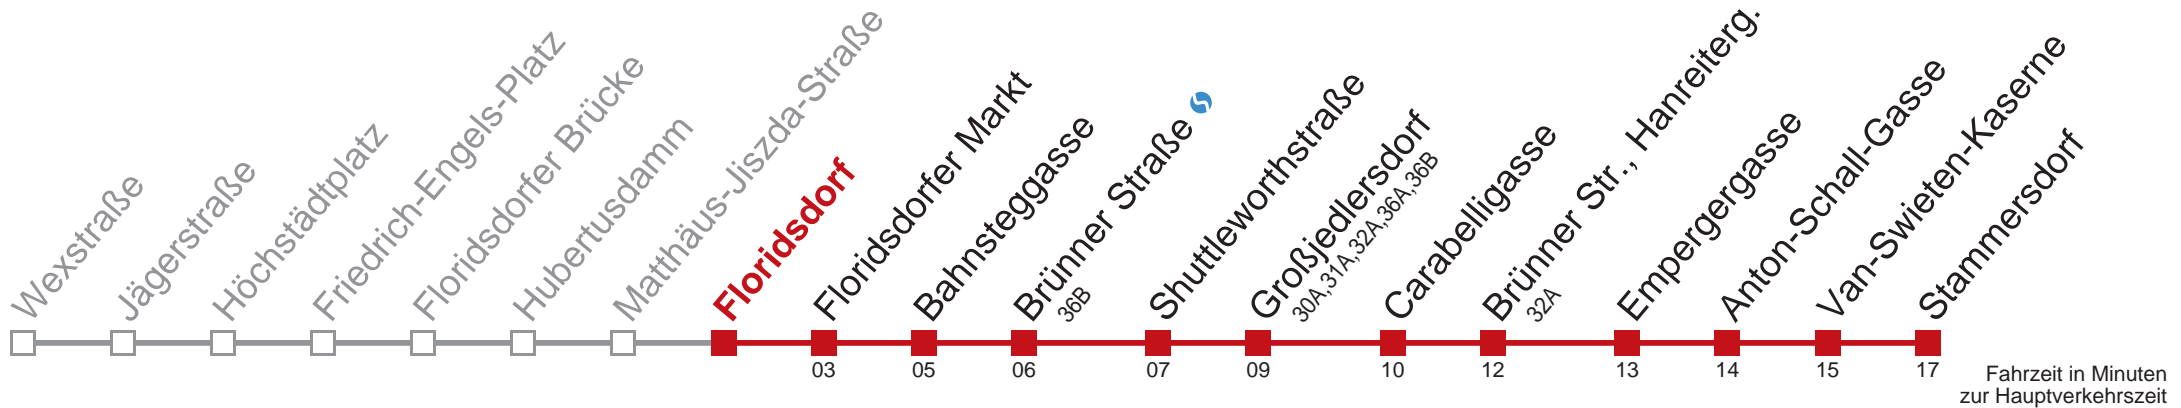 Wexstraße
Jägerstraße
Höchstädtplatz
Friedrich-Engels-Platz
Floridsdorfer Brücke
Hubertusdamm
Matthäus-Jiszda-Straße
Floridsdorf
Floridsdorfer Markt
Bahnsteggasse
Brünner Straße
36B
Shuttleworthstraße
Großjedlersdorf
30A,31A,32A,36A,36B
Carabelligasse
Brünner Str., Hanreiterg.
32A
Empergergasse
Anton-Schall-Gasse
Van-Swieten-Kaserne
Stammersdorf
03 05 06 07 09 10 12 13 14 15 17
Fahrzeit in Minuten
zur Hauptverkehrszeit